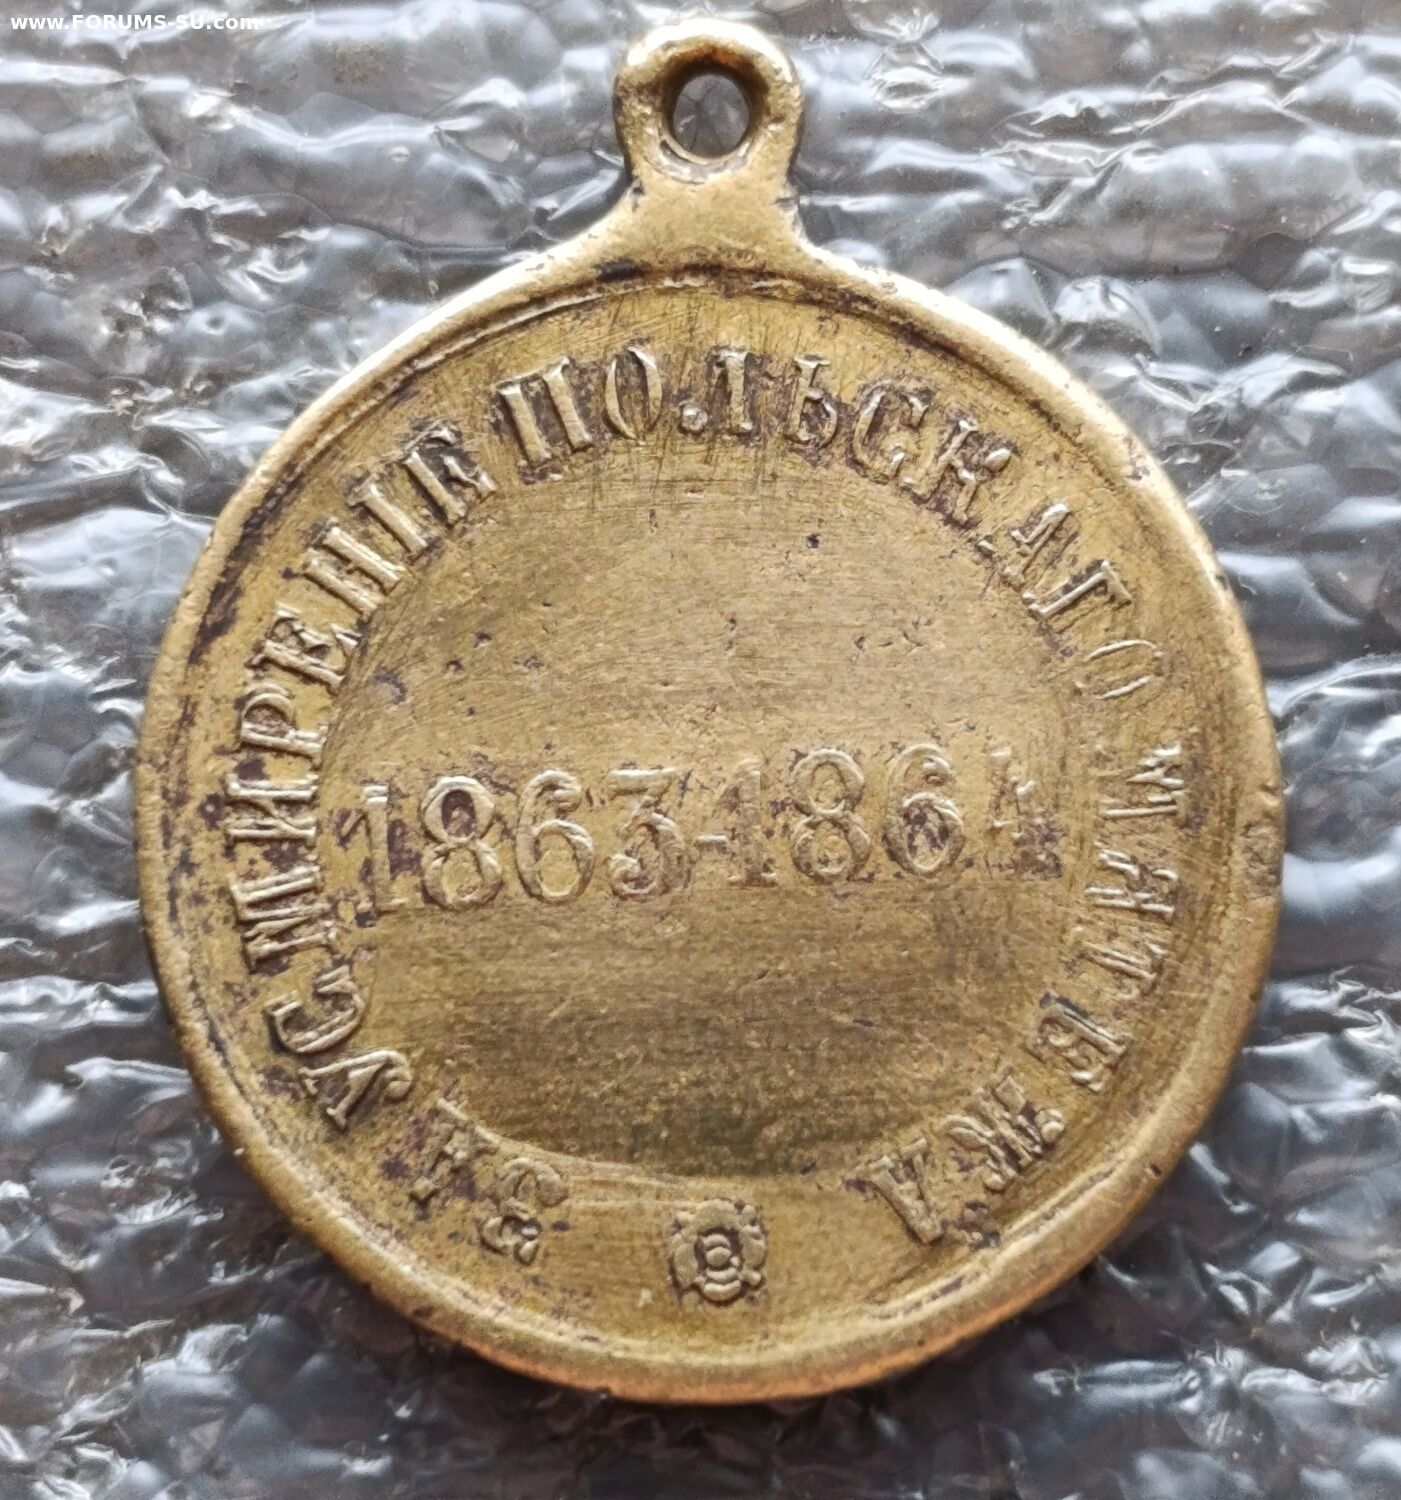 www.FORUMS-SU.com
ЗА УСМИРЕНІЕ ПОЛЬСКАГО МЯТЕЖА
1863-1864